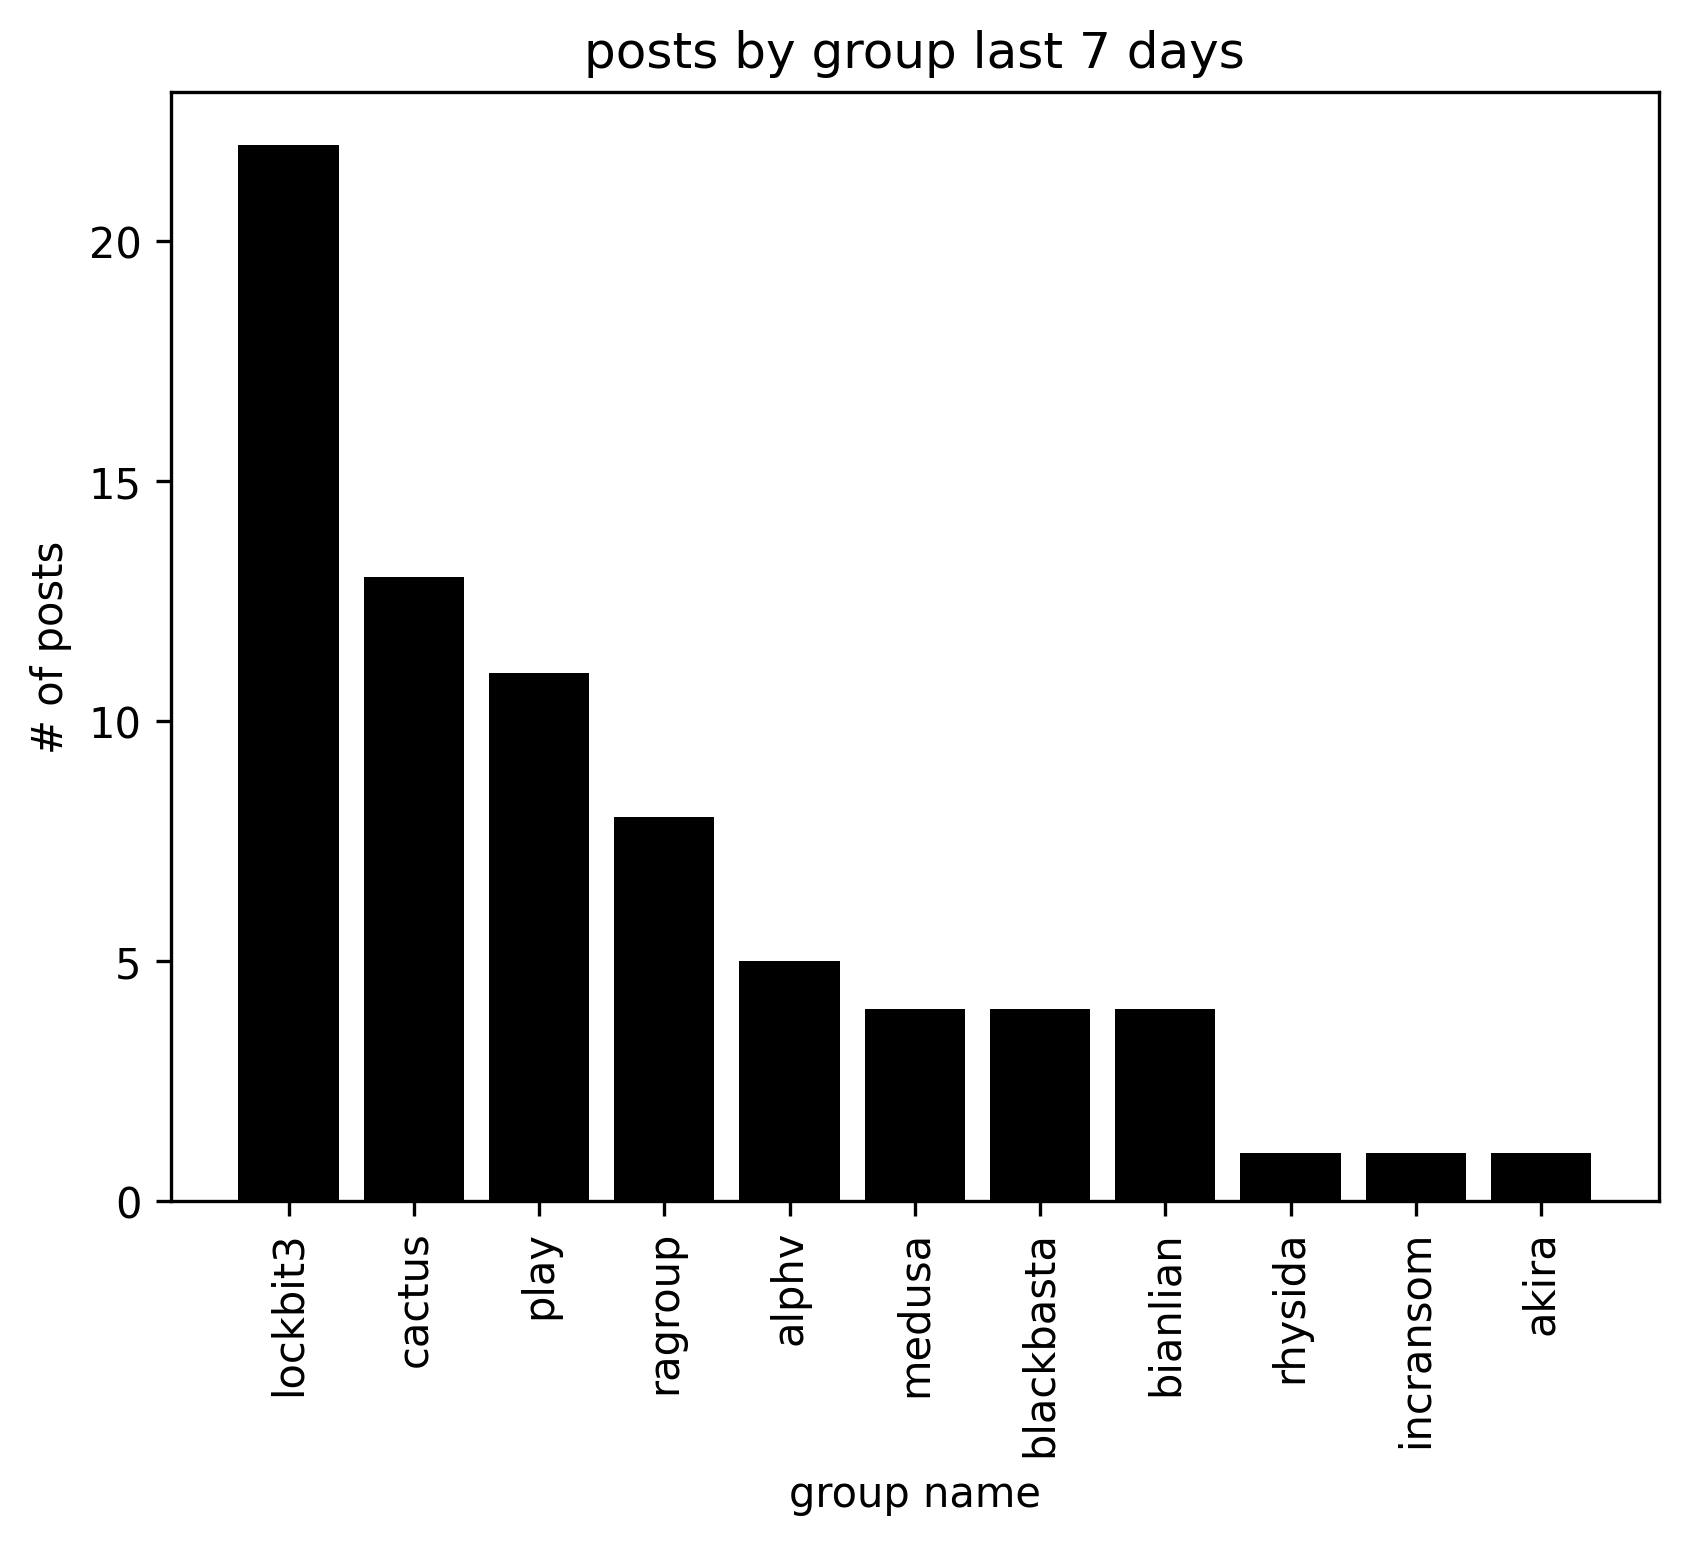 posts by group last 7 days
# of posts
20
15
10
5
0
lockbit3
cactus
play
ragroup
alphv
medusa
blackbasta
bianlian
rhysida
incransom
akira
group name